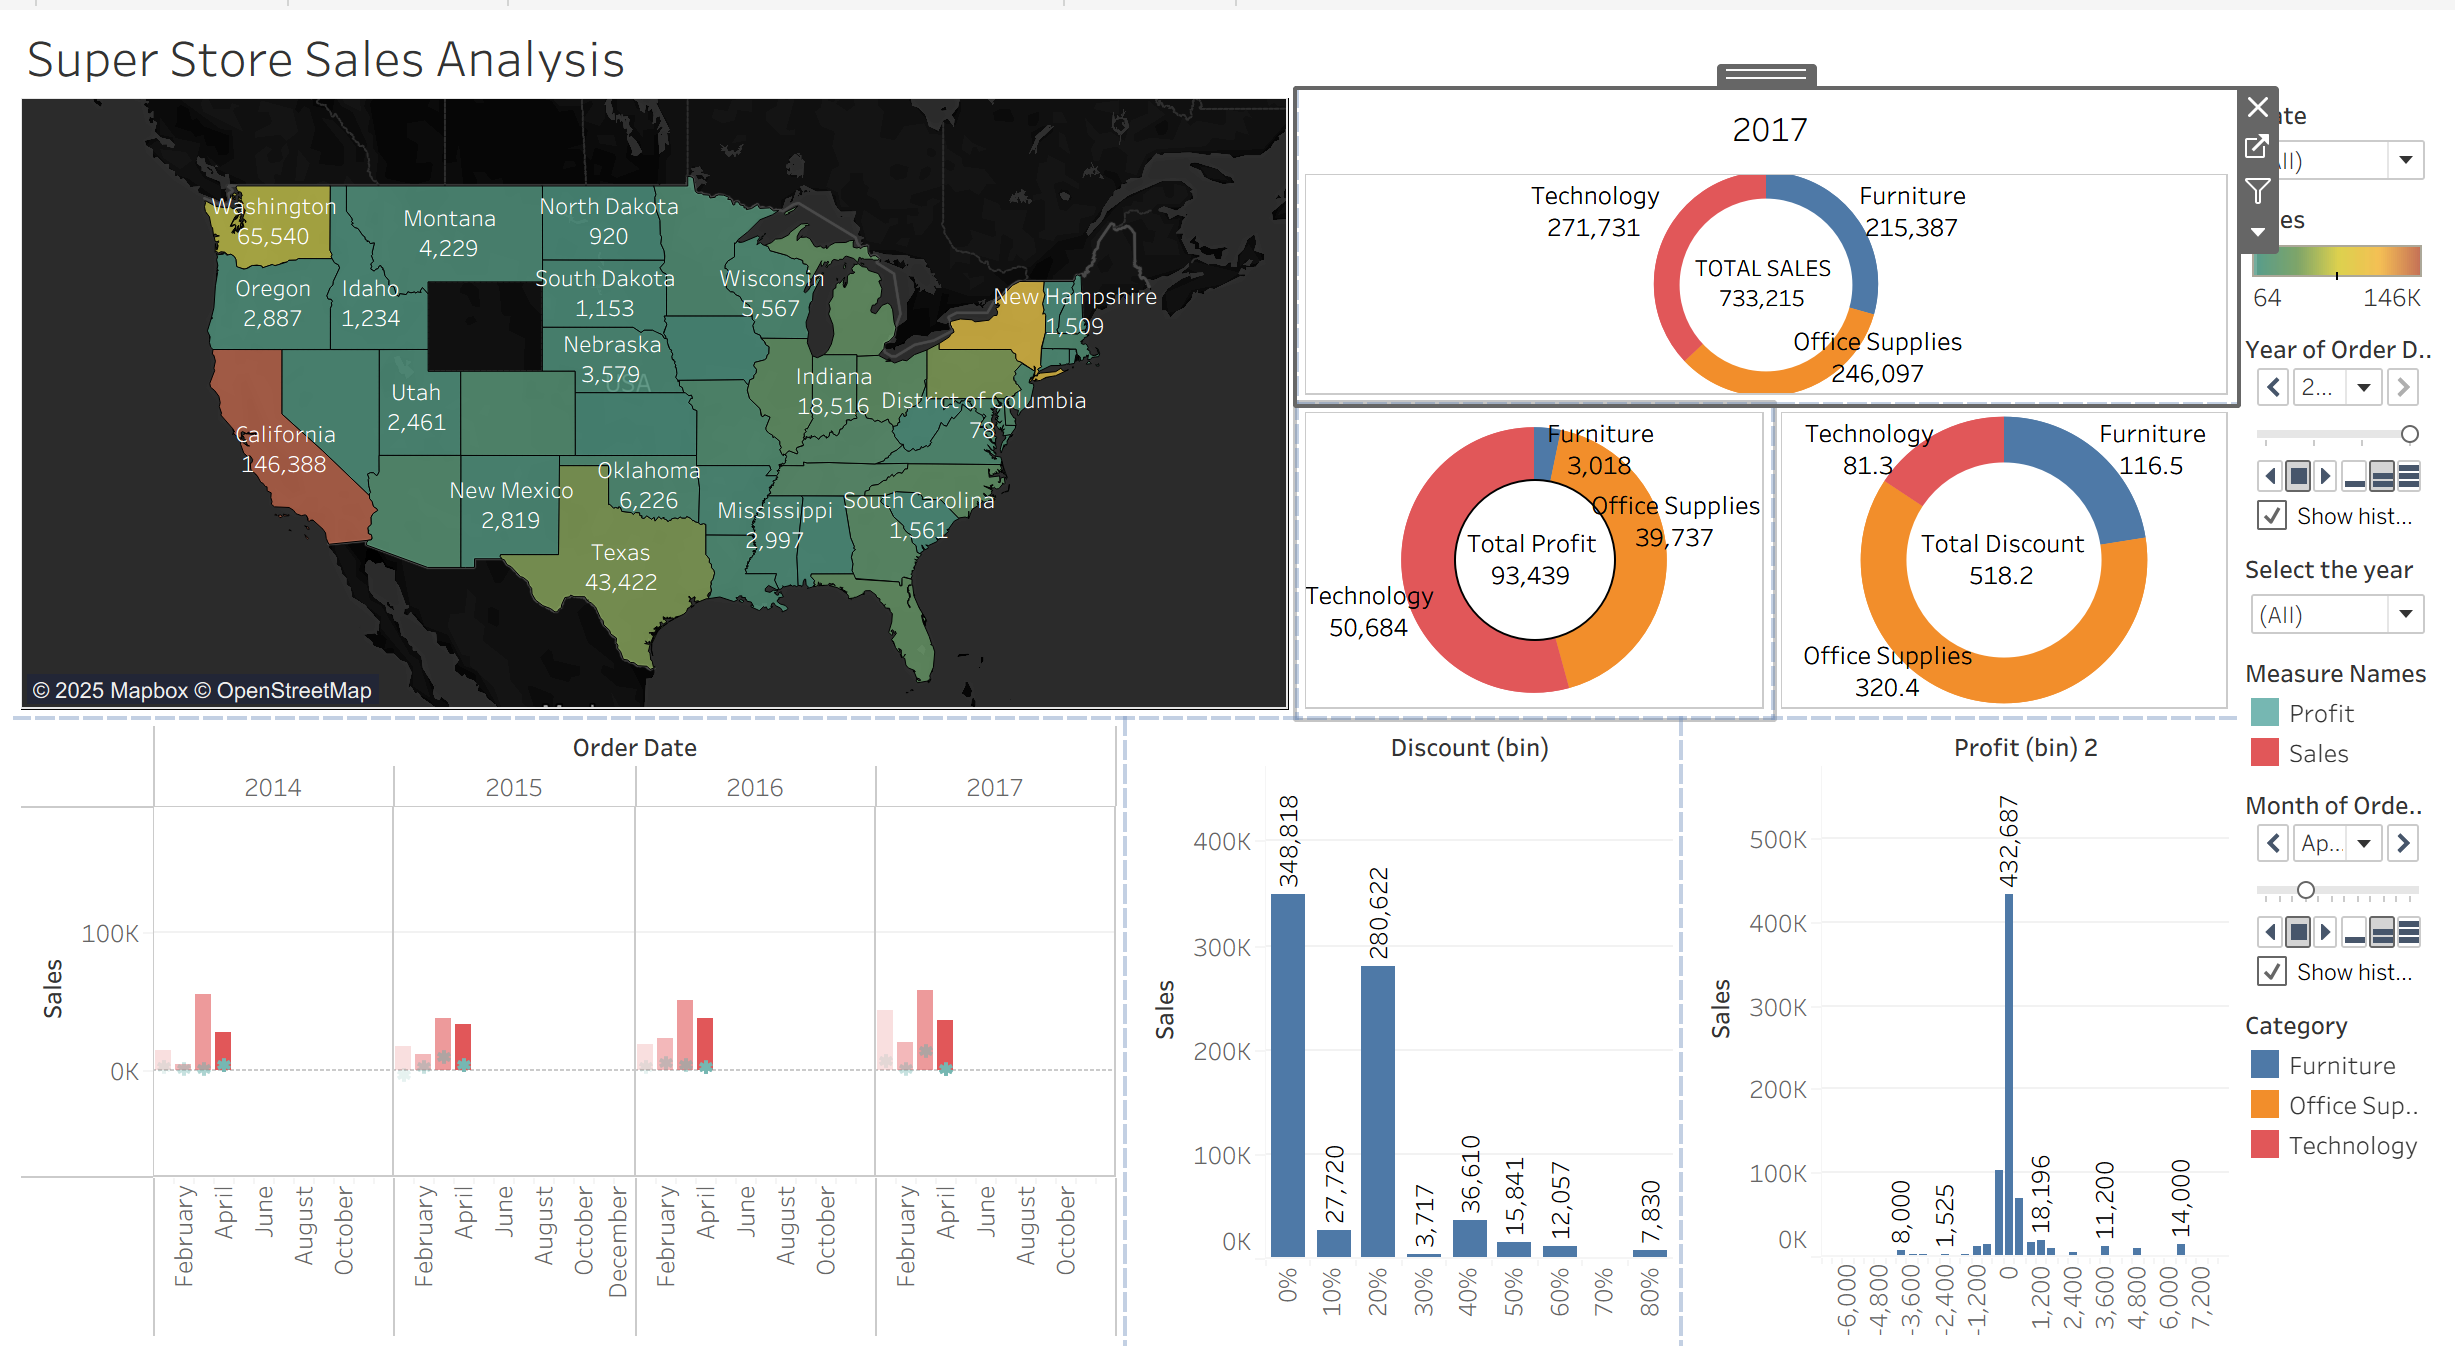 Super Store Sales Analysis
Washington
65,540
Montana
4,229
North Dakota
920
Oregon
2,887
Idaho
1,234
South Dakota
1,153
Wisconsin
5,567
New Hampshire
1,509
Nebraska
3,579
USA
Utah
2,461
Indiana
18,516
District of Columbia
78
California
146,388
New Mexico
2,819
Oklahoma
6,226
Mississippi
2,997
South Carolina
1,561
Texas
43,422
© 2025 Mapbox © OpenStreetMap
2017
Technology
271,731
Furniture
215,387
TOTAL SALES
733,215
Office Supplies
246,097
Furniture
3,018
Office Supplies
39,737
Total Profit
93,439
Technology
50,684
Technology
81.3
Furniture
116.5
Total Discount
518.2
Office Supplies
320.4
Order Date
2014
2015
2016
2017
Sales
100K
0K
February
April
June
August
October
February
April
June
August
October
December
February
April
June
August
October
February
April
June
August
October
Discount (bin)
Sales
400K
300K
200K
100K
0K
348,818
27,720
280,622
3,717
36,610
15,841
12,057
7,830
0%
10%
20%
30%
40%
50%
60%
70%
80%
Profit (bin) 2
Sales
500K
400K
300K
200K
100K
0K
8,000
1,525
432,687
18,196
11,200
14,000
-6,000
-4,800
-3,600
-2,400
-1,200
0
1,200
2,400
3,600
4,800
6,000
7,200
64
146K
Year of Order D..
2...
Show hist...
Select the year
(All)
Measure Names
Profit
Sales
Month of Orde..
Ap...
Show hist...
Category
Furniture
Office Sup..
Technology